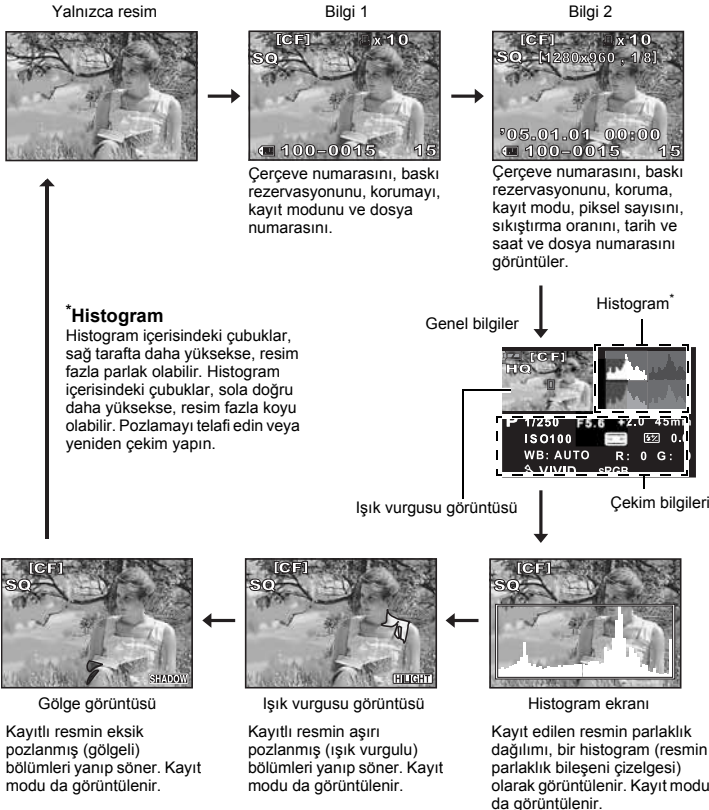 Yalnızca resim
Bilgi 1
Bilgi 2
[CF]
x10
SQ
100-0015 15
[CF]
x10
SQ [1280x960 , 1/8]
'05.01.01 00:00
100-0015 15
Çerçeve numarasını, baskı
rezervasyonunu, korumayı,
kayıt modunu ve dosya
numarasını.
Çerçeve numarasını, baskı
rezervasyonunu, koruma,
kayıt modu, piksel sayısını,
sıkıştırma oranını, tarih ve
saat ve dosya numarasını
görüntüler.
*Histogram
Histogram içerisindeki çubuklar,
sağ tarafta daha yüksekse, resim
fazla parlak olabilir. Histogram
içerisindeki çubuklar, sola doğru
daha yüksekse, resim fazla koyu
olabilir. Pozlamayı telafi edin veya
yeniden çekim yapın.
Genel bilgiler
Histogram*
[CF]
HQ
P 1/250 F5.6 +2.0 45mm
ISO100 0.0
WB: AUTO R: 0 G:
VIVID sRGB
Işık vurgusu görüntüsü
Çekim bilgileri
[CF]
SQ
SHADOW
[CF]
SQ
HILIGHT
[CF]
SQ
Gölge görüntüsü
Işık vurgusu görüntüsü
Histogram ekranı
Kayıtlı resmin eksik
pozlanmış (gölgeli)
bölümleri yanıp söner. Kayıt
modu da görüntülenir.
Kayıtlı resmin aşırı
pozlanmış (ışık vurgulu)
bölümleri yanıp söner. Kayıt
modu da görüntülenir.
Kayıt edilen resmin parlaklık
dağılımı, bir histogram (resmin
parlaklık bileşeni çizelgesi)
olarak görüntülenir. Kayıt modu
da görüntülenir.